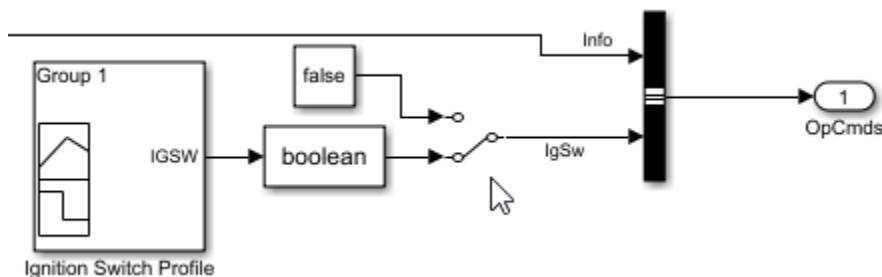 Info
Group 1
false
IGSW
boolean
IgSw
1
OpCmds
Ignition Switch Profile